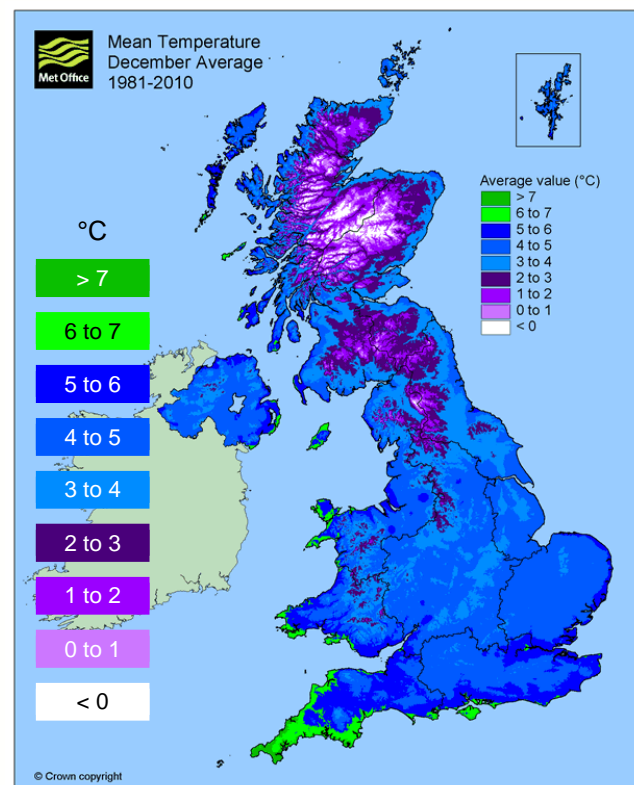 Met Office
Mean Temperature
December Average
1981-2010
°C
> 7
6 to 7
5 to 6
4 to 5
3 to 4
2 to 3
1 to 2
0 to 1
< 0
Average value (°C)
> 7
6 to 7
5 to 6
4 to 5
3 to 4
2 to 3
1 to 2
0 to 1
< 0
© Crown copyright